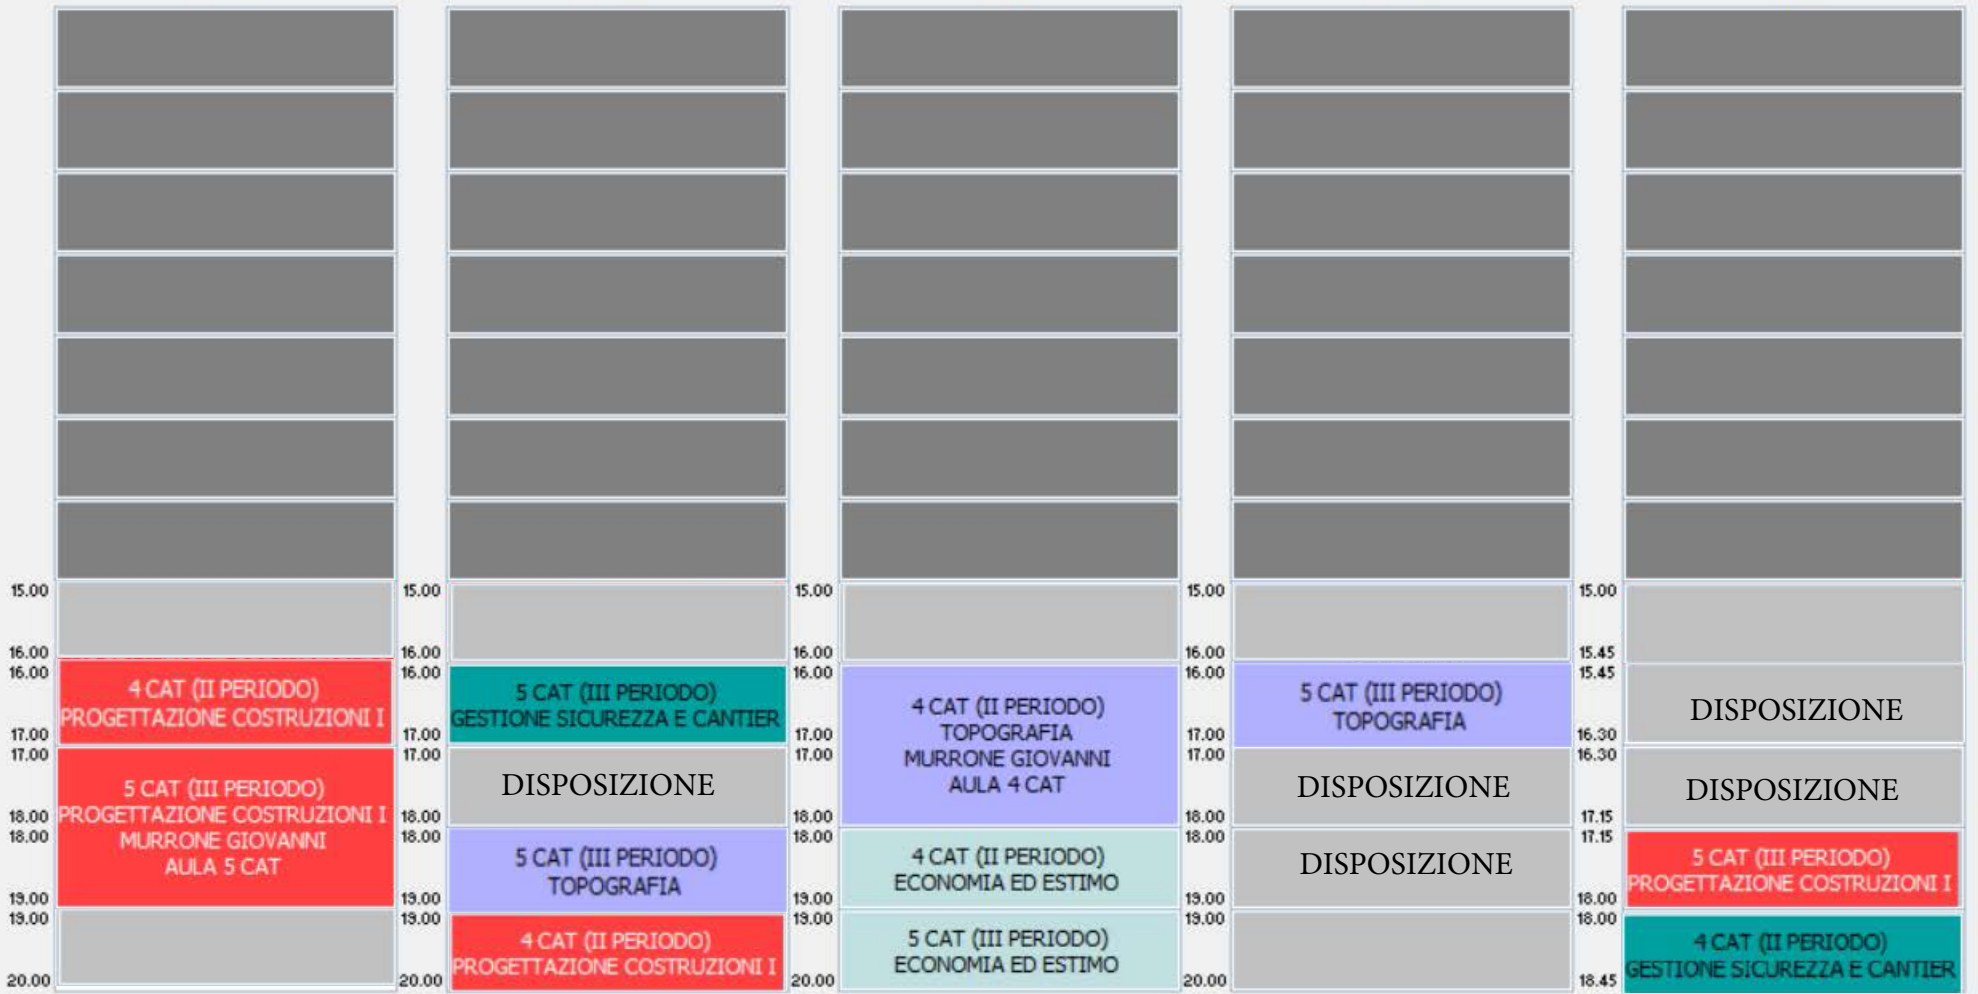 15.00
16.00
16.00
4 CAT (II PERIODO)
PROGETTAZIONE COSTRUZIONI I
17.00
17.00
5 CAT (III PERIODO)
PROGETTAZIONE COSTRUZIONI I
MURRONE GIOVANNI
AULA 5 CAT
18.00
18.00
19.00
19.00
20.00
15.00
16.00
16.00
5 CAT (III PERIODO)
GESTIONE SICUREZZA E CANTIER
17.00
17.00
DISPOSIZIONE
18.00
18.00
5 CAT (III PERIODO)
TOPOGRAFIA
19.00
19.00
4 CAT (II PERIODO)
PROGETTAZIONE COSTRUZIONI I
20.00
15.00
16.00
16.00
4 CAT (II PERIODO)
TOPOGRAFIA
MURRONE GIOVANNI
AULA 4 CAT
17.00
17.00
18.00
18.00
4 CAT (II PERIODO)
ECONOMIA ED ESTIMO
19.00
19.00
5 CAT (III PERIODO)
ECONOMIA ED ESTIMO
20.00
15.00
16.00
16.00
5 CAT (III PERIODO)
TOPOGRAFIA
17.00
17.00
DISPOSIZIONE
18.00
18.00
DISPOSIZIONE
19.00
19.00
20.00
15.00
15.45
15.45
DISPOSIZIONE
16.30
16.30
DISPOSIZIONE
17.15
17.15
5 CAT (III PERIODO)
PROGETTAZIONE COSTRUZIONI I
18.00
18.00
4 CAT (II PERIODO)
GESTIONE SICUREZZA E CANTIER
18.45